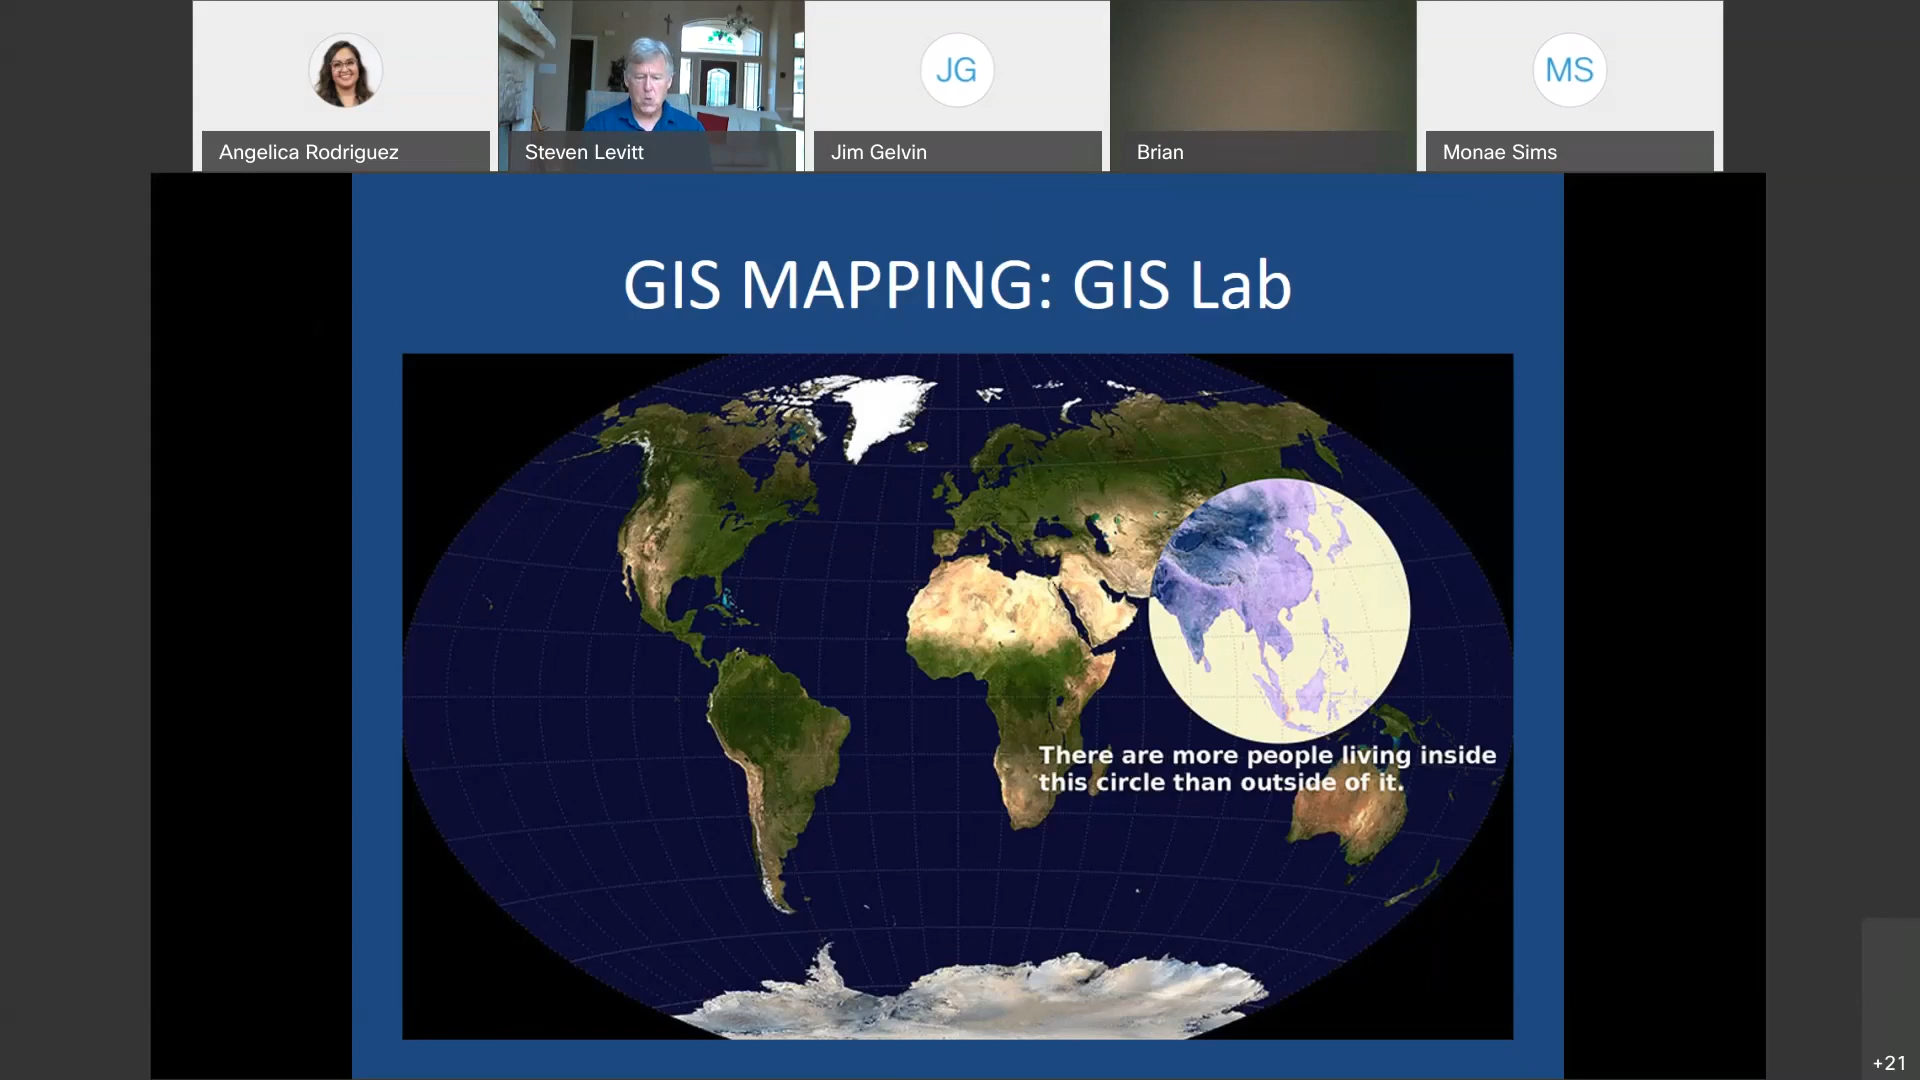 JG
MS
Angelica Rodriguez
Steven Levitt
Jim Gelvin
Brian
Monae Sims
GIS MAPPING: GIS Lab
There are more people living inside
this circle than outside of it.
+21